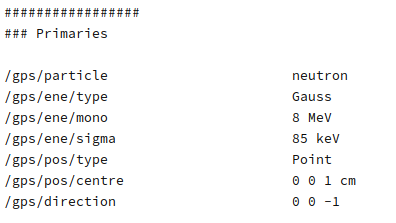 #################
### Primaries
/gps/particle neutron
/gps/ene/type Gauss
/gps/ene/mono 8 MeV
/gps/ene/sigma 85 keV
/gps/pos/type Point
/gps/pos/centre 0 0 1 cm
/gps/direction 0 0 -1